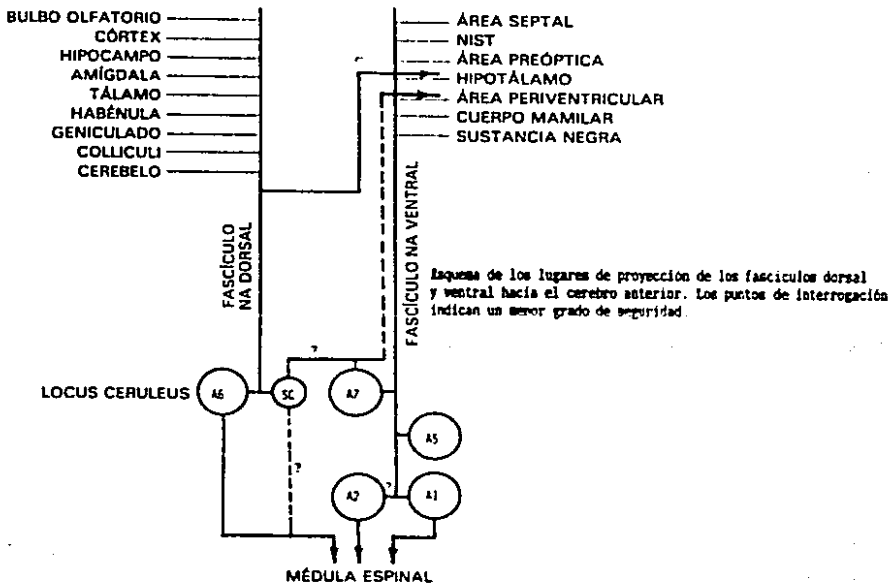 BULBO OLFATORIO
CÓRTEX
HIPOCAMPO
AMÍGDALA
TÁLAMO
HABÉNULA
GENICULADO
COLLICULI
CEREBELO
ÁREA SEPTAL
NIST
ÁREA PREÓPTICA
HIPOTÁLAMO
ÁREA PERIVENTRICULAR
CUERPO MAMILAR
SUSTANCIA NEGRA
?
FASCÍCULO
NA DORSAL
FASCÍCULO NA VENTRAL
Esquema de los lugares de proyección de los fascículos dorsal
y ventral hacia el cerebro anterior. Los puntos de interrogación
indican un menor grado de seguridad.
?
LOCUS CERULEUS
A6
SC
A7
A5
?
?
A2
A1
MÉDULA ESPINAL